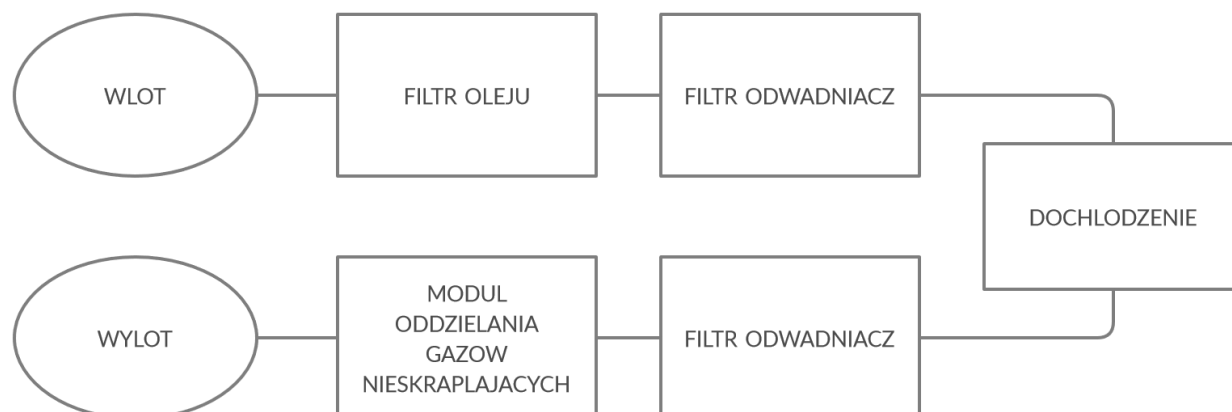 WLOT
FILTR OLEJU
FILTR ODWADNIACZ
DOCHLODZENIE
WYLOT
MODUL
ODDZIELANIA
GAZOW
NIESKRAPLAJACYCH
FILTR ODWADNIACZ